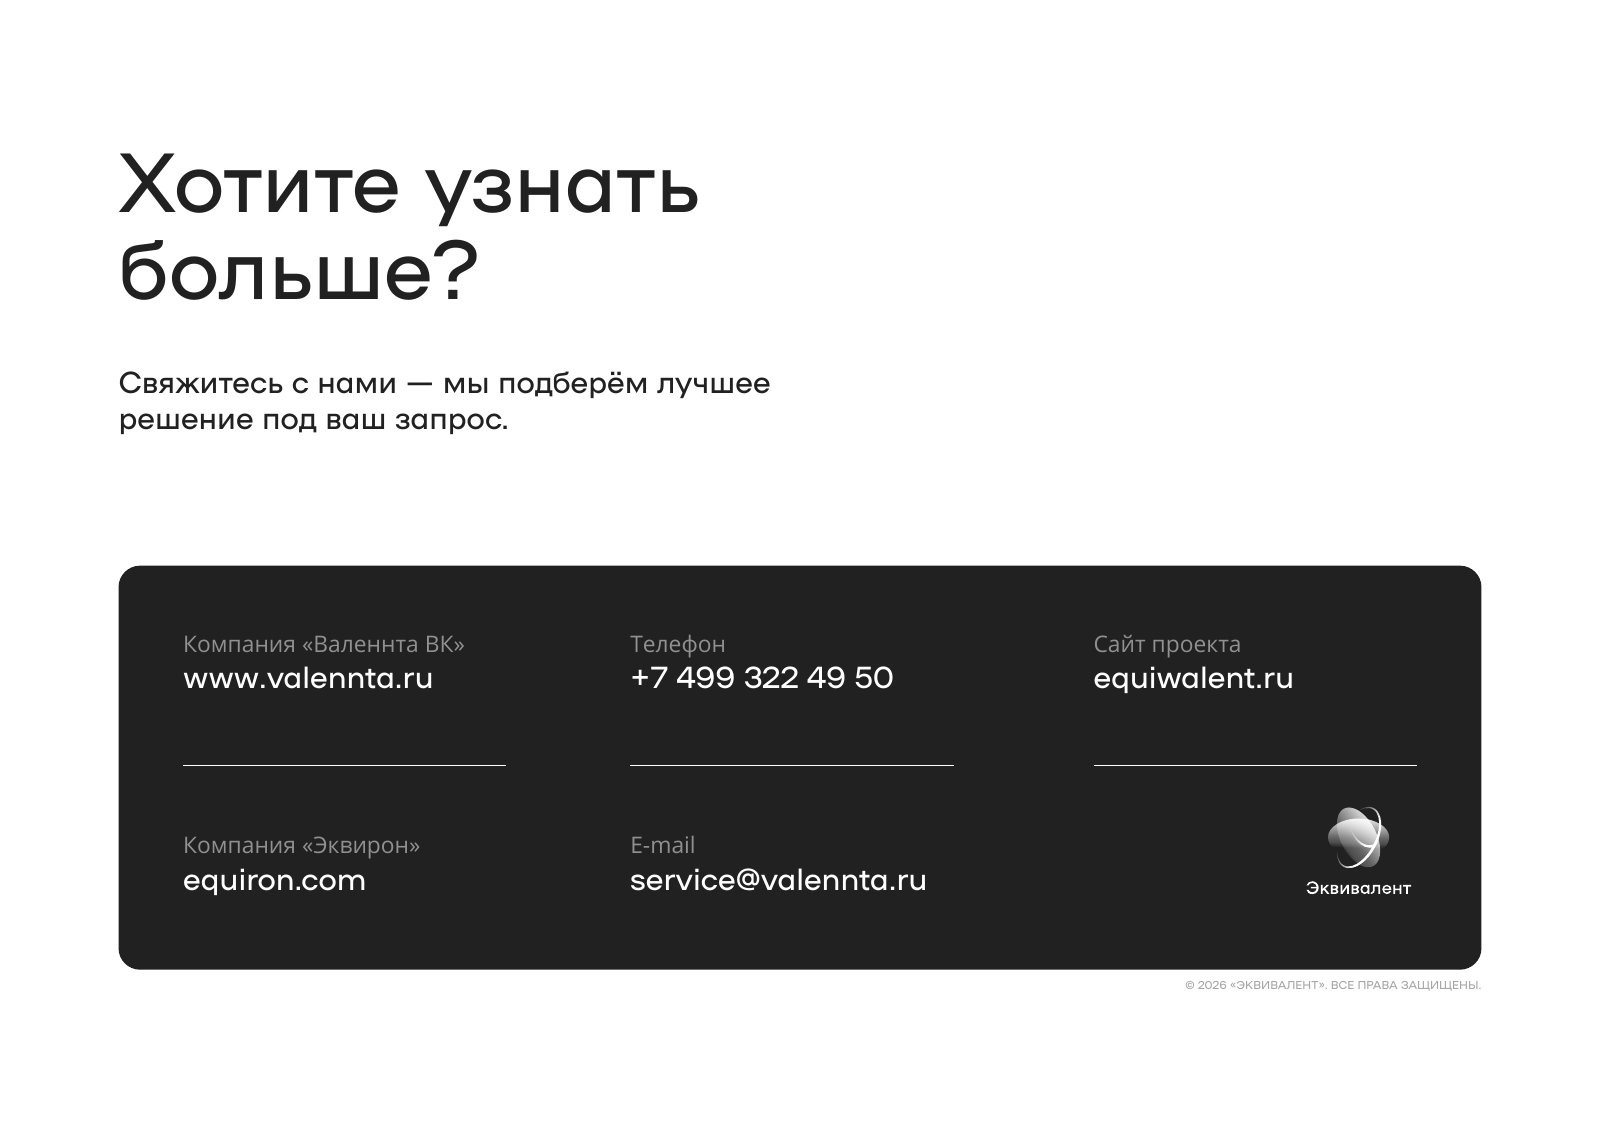 Хотите узнать
больше?
Свяжитесь с нами — мы подберём лучшее
решение под ваш запрос.
Компания «Валеннта ВК»
www.valennta.ru
Телефон
+7 499 322 49 50
Сайт проекта
equiwalent.ru
Компания «Эквирон»
equiron.com
E-mail
service@valennta.ru
Эквивалент
© 2026 «ЭКВИВАЛЕНТ». ВСЕ ПРАВА ЗАЩИЩЕНЫ.